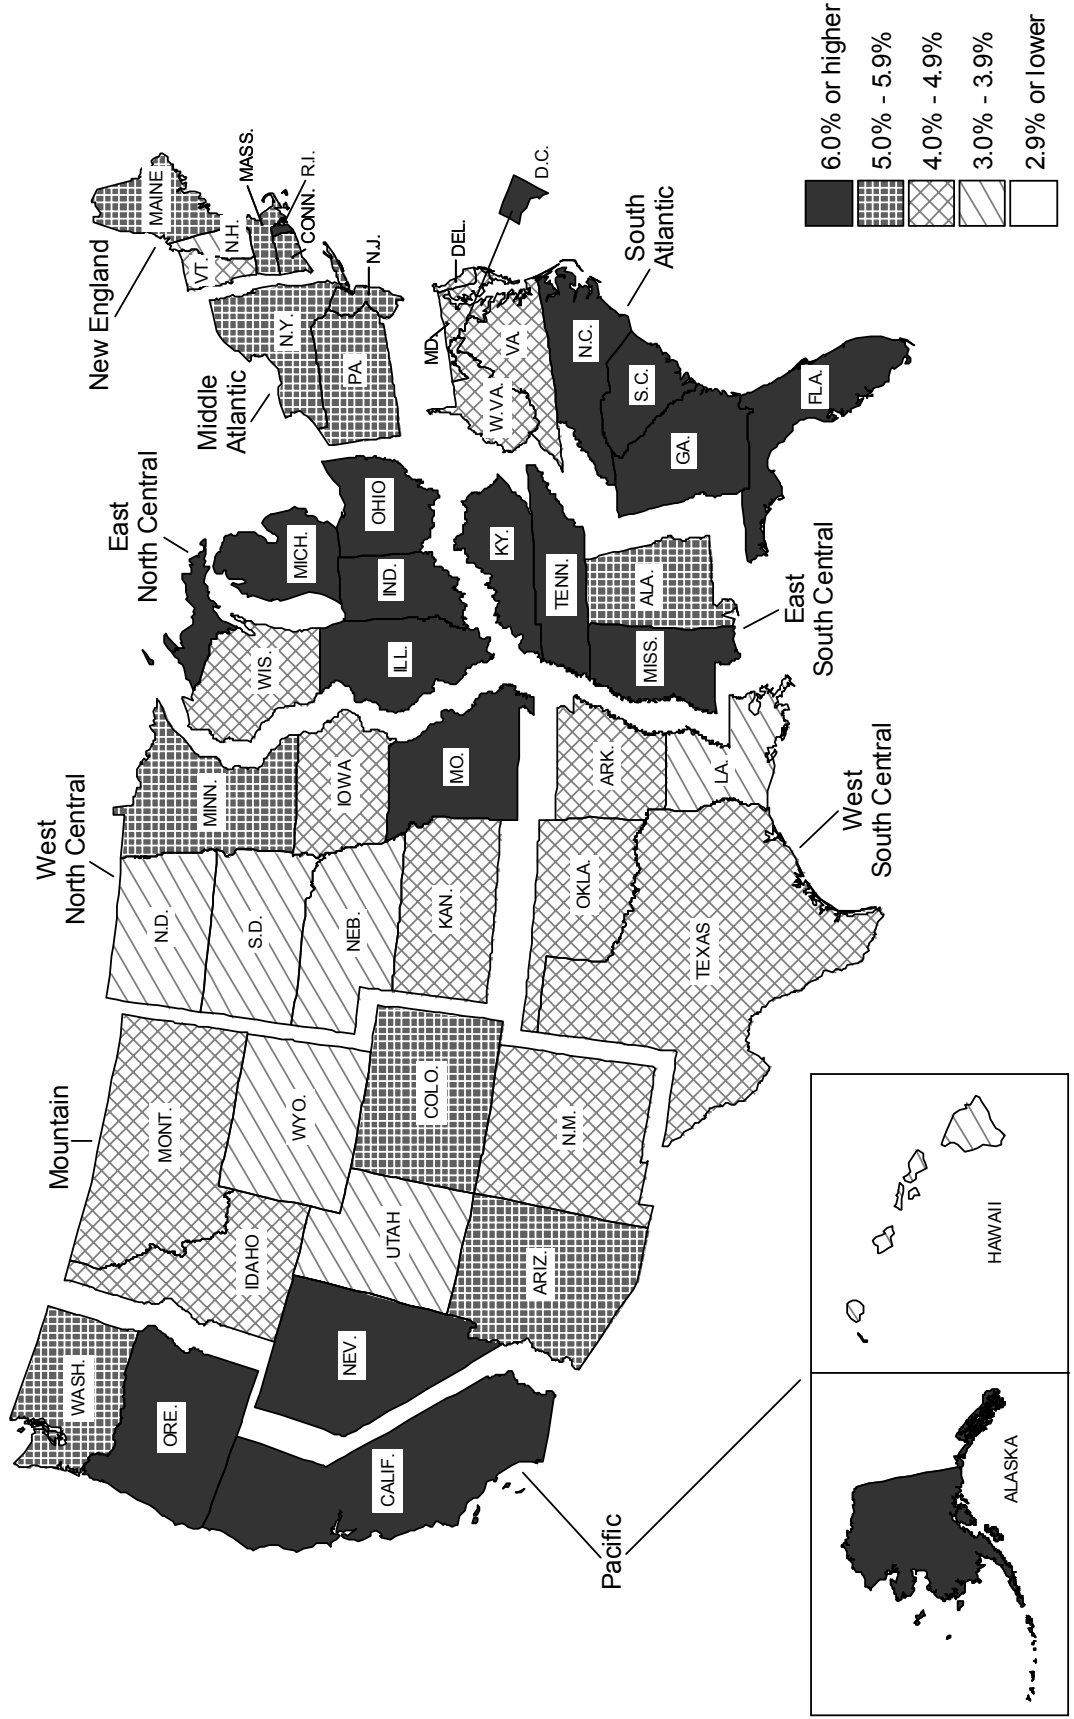 Pacific
Mountain
West
North Central
East
North Central
Middle
Atlantic
New England
WASH.
ORE.
CALIF.
NEV.
IDAHO
MONT.
WYO.
UTAH
COLO.
ARIZ.
N.M.
N.D.
S.D.
NEB.
KAN.
MINN.
IOWA
MO.
WIS.
MICH.
ILL.
IND.
OHIO
N.Y.
PA.
N.J.
MAINE
VT.
N.H.
MASS.
R.I.
CONN.
TEXAS
OKLA.
ARK.
LA.
KY.
TENN.
MISS.
ALA.
W.VA.
VA.
MD.
DEL.
D.C.
N.C.
S.C.
GA.
FLA.
South
Atlantic
East
South Central
West
South Central
ALASKA
HAWAII
6.0% or higher
5.0% - 5.9%
4.0% - 4.9%
3.0% - 3.9%
2.9% or lower